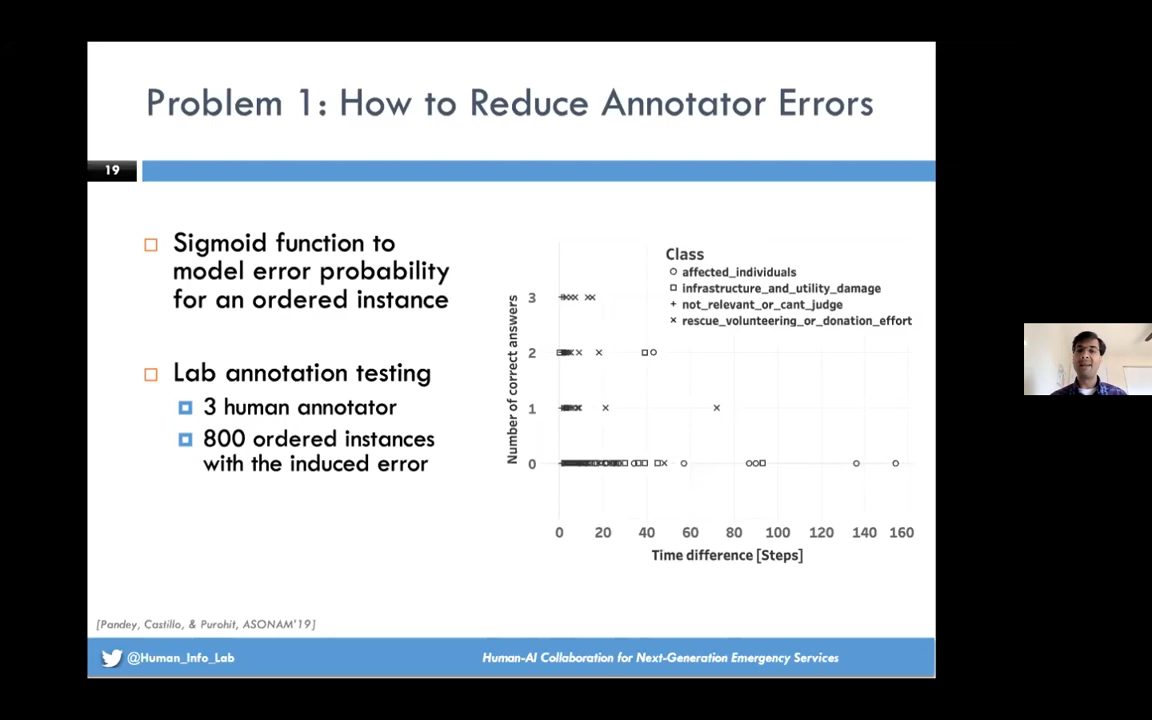 Problem 1: How to Reduce Annotator Errors
19
Sigmoid function to
model error probability
for an ordered instance
Lab annotation testing
3 human annotator
800 ordered instances
with the induced error
Class
affected_individuals
infrastructure_and_utility_damage
not_relevant_or_cant_judge
rescue_volunteering_or_donation_effort
Number of correct answers
3
2
1
0
0 20 40 60 80 100 120 140 160
Time difference [Steps]
[Pandey, Castillo, & Purohit, ASONAM'19]
@Human_Info_Lab
Human-AI Collaboration for Next-Generation Emergency Services